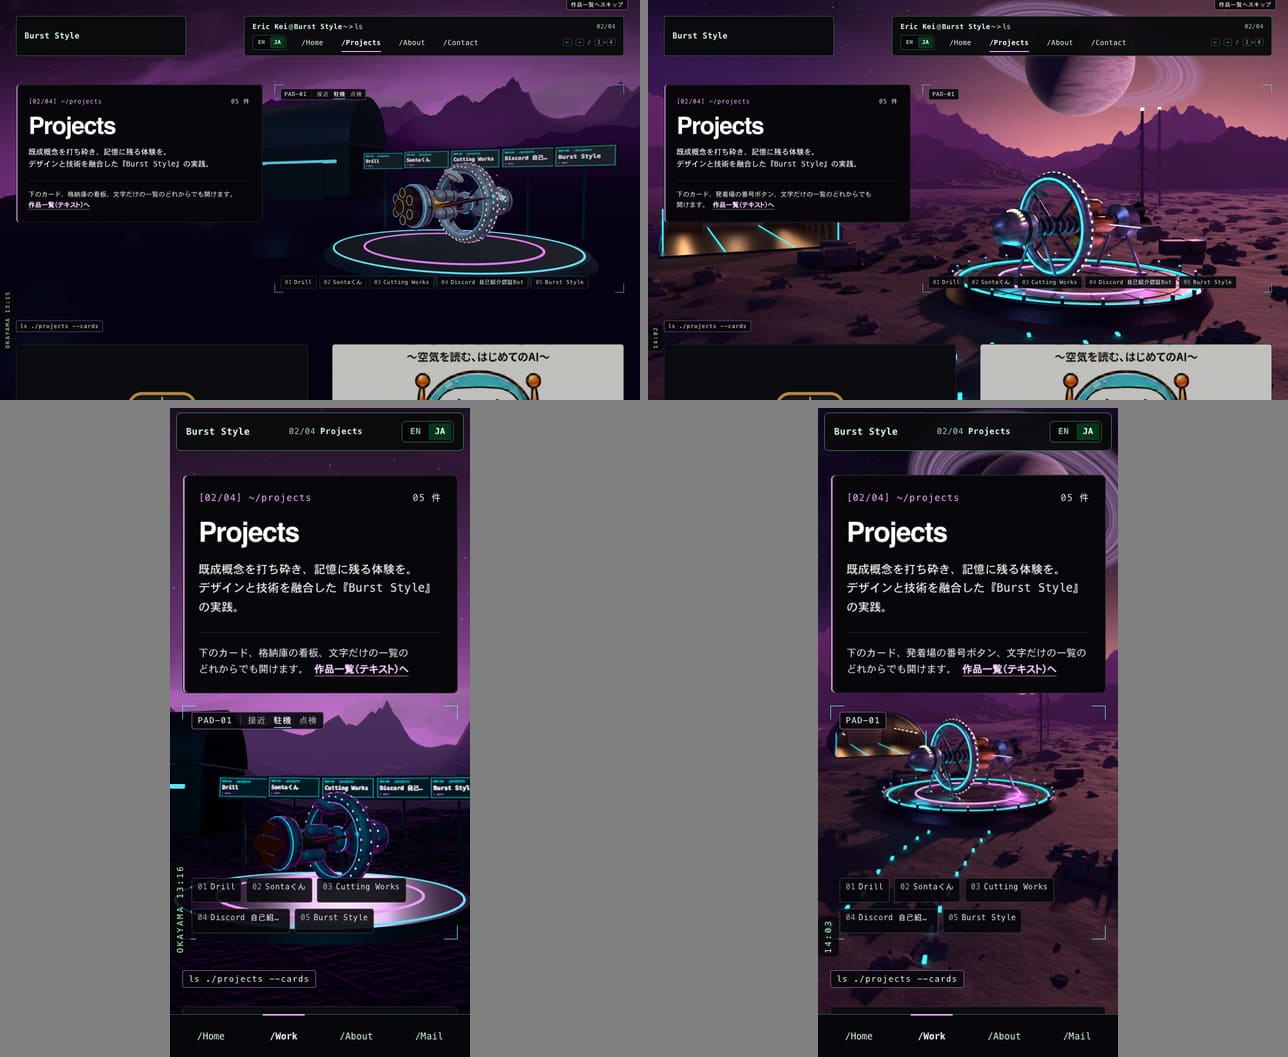 作品一覧へスキップ
Burst Style
Eric Kei@Burst Style~>ls
02/04
EN JA /Home /Projects /About /Contact
← → / 1-4
[02/04] ~/projects 05 件
Projects
既成概念を打ち砕き、記憶に残る体験を。
デザインと技術を融合した『Burst Style』の実践。
下のカード、格納庫の看板、文字だけの一覧のどれからでも開けます。
作品一覧(テキスト)へ
PAD-01 接近 駐機 点検
Drill Sontaくん Cutting Works Discord 自己… Burst Style
01 Drill 02 Sontaくん 03 Cutting Works 04 Discord 自己紹介認証Bot 05 Burst Style
OKAYAMA 13:15
ls ./projects --cards
〜空気を読む、はじめてのAI〜
作品一覧へスキップ
Burst Style
Eric Kei@Burst Style~>ls
02/04
EN JA /Home /Projects /About /Contact
← → / 1-4
[02/04] ~/projects 05 件
Projects
既成概念を打ち砕き、記憶に残る体験を。
デザインと技術を融合した『Burst Style』の実践。
下のカード、発着場の番号ボタン、文字だけの一覧のどれからでも
開けます。 作品一覧(テキスト)へ
PAD-01
01 Drill 02 Sontaくん 03 Cutting Works 04 Discord 自己紹介認証Bot 05 Burst Style
14:02
ls ./projects --cards
〜空気を読む、はじめてのAI〜
Burst Style 02/04 Projects EN JA
[02/04] ~/projects 05 件
Projects
既成概念を打ち砕き、記憶に残る体験を。
デザインと技術を融合した『Burst Style』
の実践。
下のカード、格納庫の看板、文字だけの一覧の
どれからでも開けます。 作品一覧(テキスト)へ
PAD-01 接近 駐機 点検
Drill Sontaくん Cutting Works Discord 自己… Burst Styl
01 Drill 02 Sontaくん 03 Cutting Works
04 Discord 自己紹… 05 Burst Style
OKAYAMA 13:16
ls ./projects --cards
/Home /Work /About /Mail
Burst Style 02/04 Projects EN JA
[02/04] ~/projects 05 件
Projects
既成概念を打ち砕き、記憶に残る体験を。
デザインと技術を融合した『Burst Style』
の実践。
下のカード、発着場の番号ボタン、文字だけの一覧の
どれからでも開けます。 作品一覧(テキスト)へ
PAD-01
01 Drill 02 Sontaくん 03 Cutting Works
04 Discord 自己紹… 05 Burst Style
14:03
ls ./projects --cards
/Home /Work /About /Mail